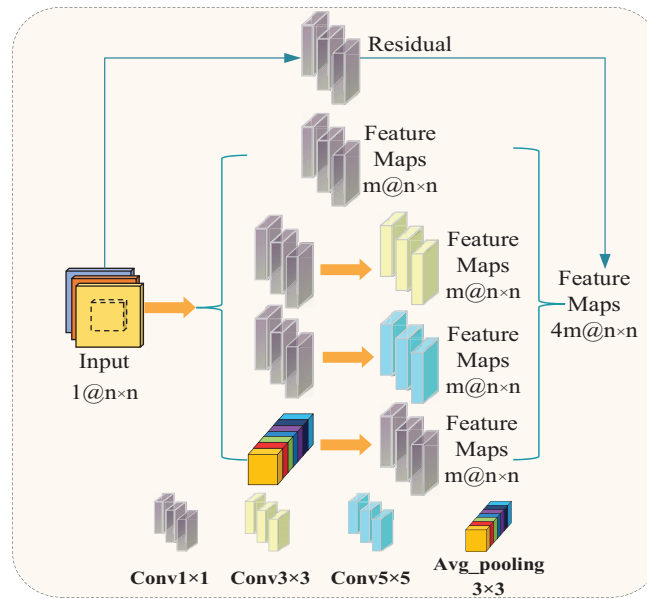 Residual
Feature
Maps
m@n×n
Feature
Maps
m@n×n
Feature
Maps
m@n×n
Feature
Maps
m@n×n
Input
1@n×n
Feature
Maps
4m@n×n
Conv1×1
Conv3×3
Conv5×5
Avg_pooling
3×3